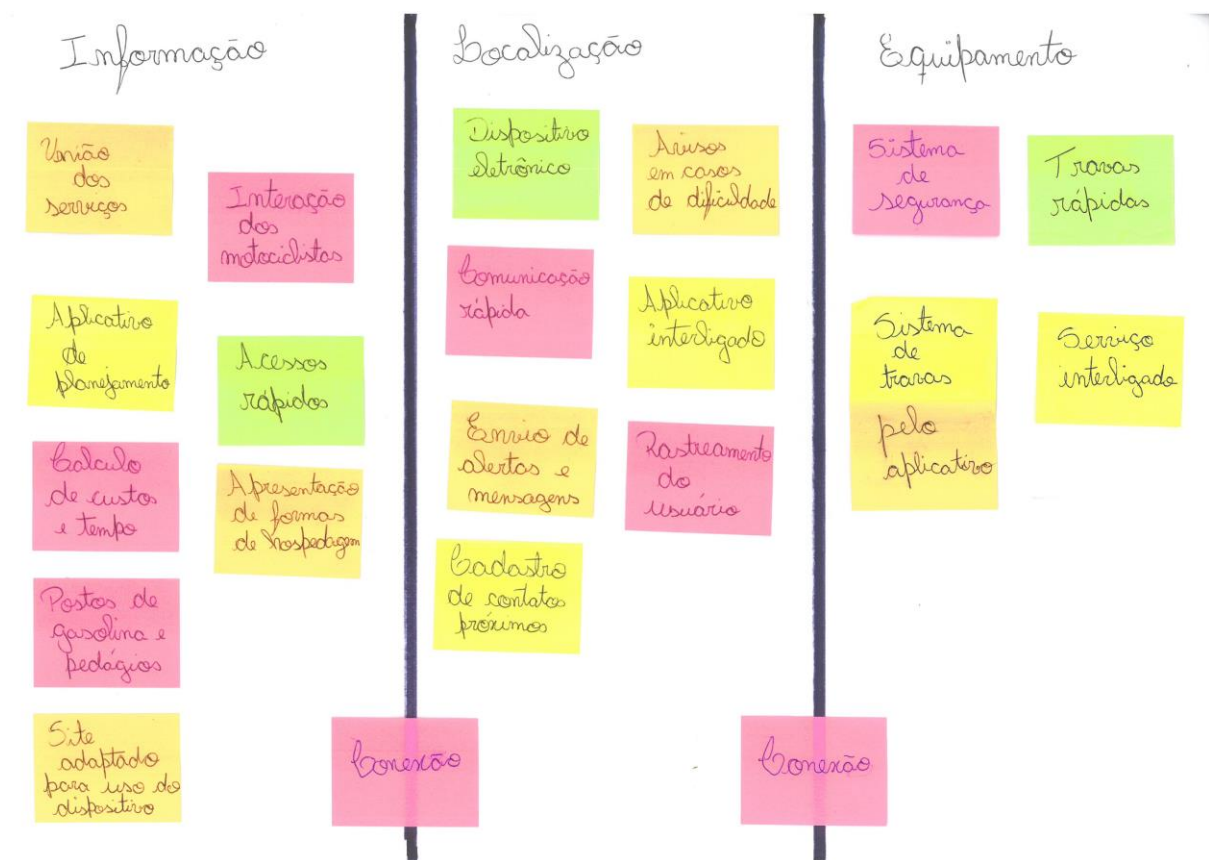 Informação
União
dos
serviços
Interação
dos
motociclistas
Aplicativo
de
planejamento
Acessos
rápidos
Calculo
de custos
e tempo
Apresentação
de formas
de hospedagem
Postos de
gasolina e
pedágios
Site
adaptado
para uso do
dispositivo
Conexão
Localização
Dispositivo
eletrônico
Avisos
em casos
de dificuldade
Comunicação
rápida
Aplicativo
interligado
Envio de
alertas e
mensagens
Rastreamento
do
usuário
Cadastro
de contatos
próximos
Conexão
Equipamento
Sistema
de
segurança
Travas
rápidas
Sistema
de
travas
pelo
aplicativo
Serviço
interligado